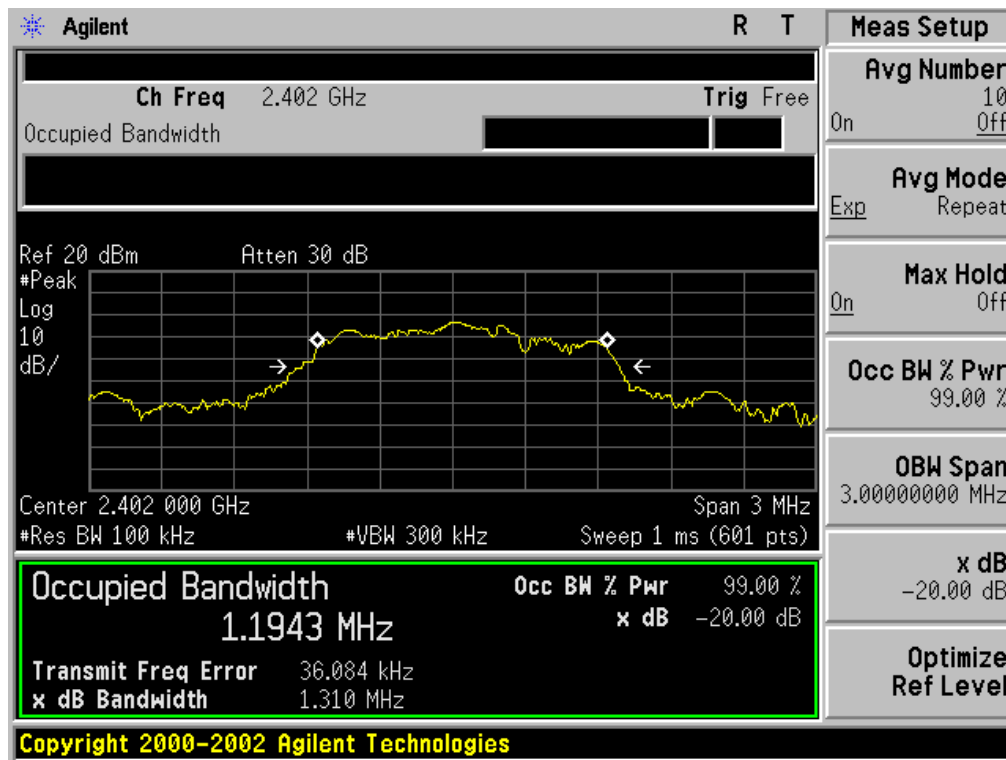 Agilent R T
Ch Freq 2.402 GHz Trig Free
Occupied Bandwidth
Ref 20 dBm Atten 30 dB
#Peak
Log
10
dB/
Center 2.402 000 GHz Span 3 MHz
#Res BW 100 kHz #VBW 300 kHz Sweep 1 ms (601 pts)
Occupied Bandwidth
1.1943 MHz
Occ BW % Pwr 99.00 %
x dB -20.00 dB
Transmit Freq Error 36.084 kHz
x dB Bandwidth 1.310 MHz
Copyright 2000-2002 Agilent Technologies
Meas Setup
Avg Number
10
On Off
Avg Mode
Exp Repeat
Max Hold
On Off
Occ BW % Pwr
99.00 %
OBW Span
3.00000000 MHz
x dB
-20.00 dB
Optimize
Ref Level